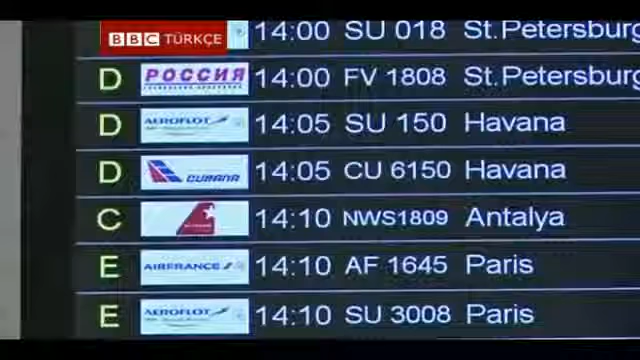 BBC TÜRKÇE
14:00 SU 018 St.Petersburg
D РОССИЯ 14:00 FV 1808 St.Petersburg
D AEROFLOT 14:05 SU 150 Havana
D CUBANA 14:05 CU 6150 Havana
C 14:10 NWS1809 Antalya
E AIRFRANCE 14:10 AF 1645 Paris
E AEROFLOT 14:10 SU 3008 Paris